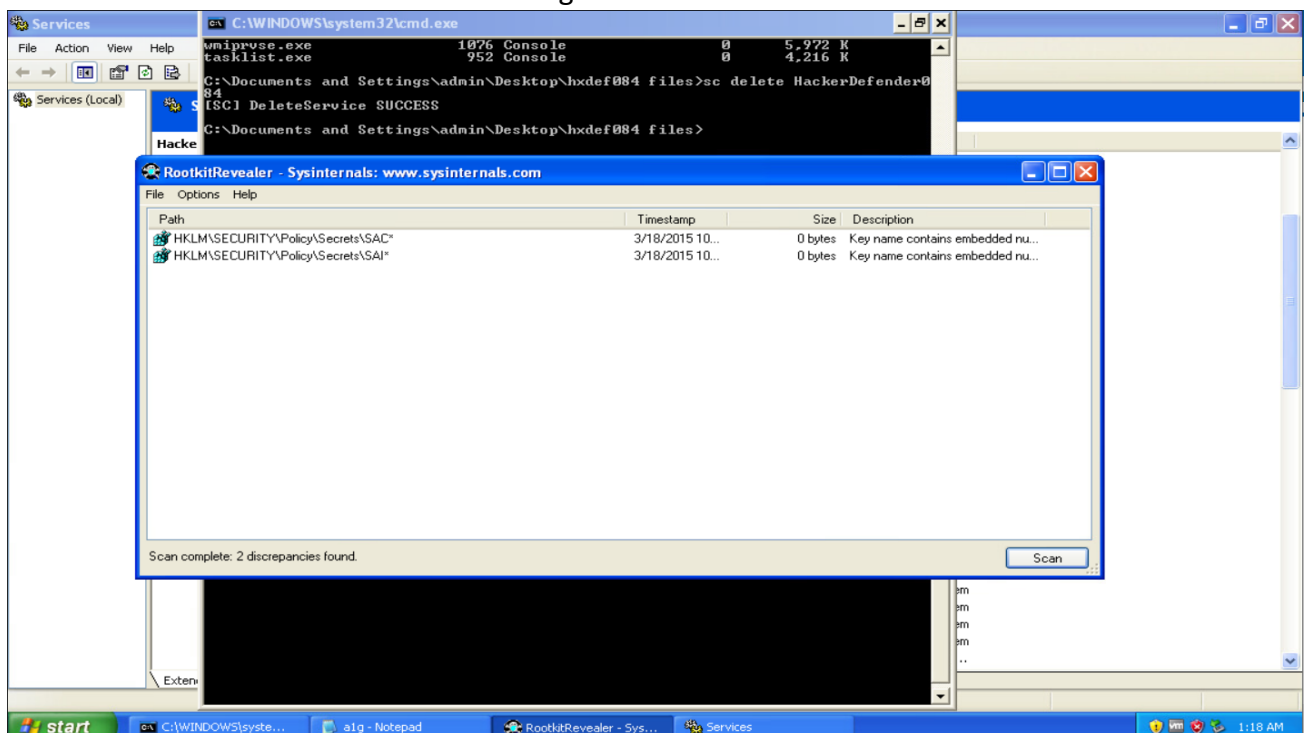 Services
C:\WINDOWS\system32\cmd.exe
File Action View Help
wmiprvse.exe 1076 Console 0 5,972 K
tasklist.exe 952 Console 0 4,216 K
C:\Documents and Settings\admin\Desktop\hxdef084 files>sc delete HackerDefender0
84
[SC] DeleteService SUCCESS
C:\Documents and Settings\admin\Desktop\hxdef084 files>
Services (Local)
S
Hacke
RootkitRevealer - Sysinternals: www.sysinternals.com
File Options Help
Path Timestamp Size Description
HKLM\SECURITY\Policy\Secrets\SAC* 3/18/2015 10... 0 bytes Key name contains embedded nu...
HKLM\SECURITY\Policy\Secrets\SAI* 3/18/2015 10... 0 bytes Key name contains embedded nu...
Scan complete: 2 discrepancies found.
Scan
em
em
em
em
..
Exten
start
C:\WINDOWS\syste...
a1g - Notepad
RootkitRevealer - Sys...
Services
1:18 AM